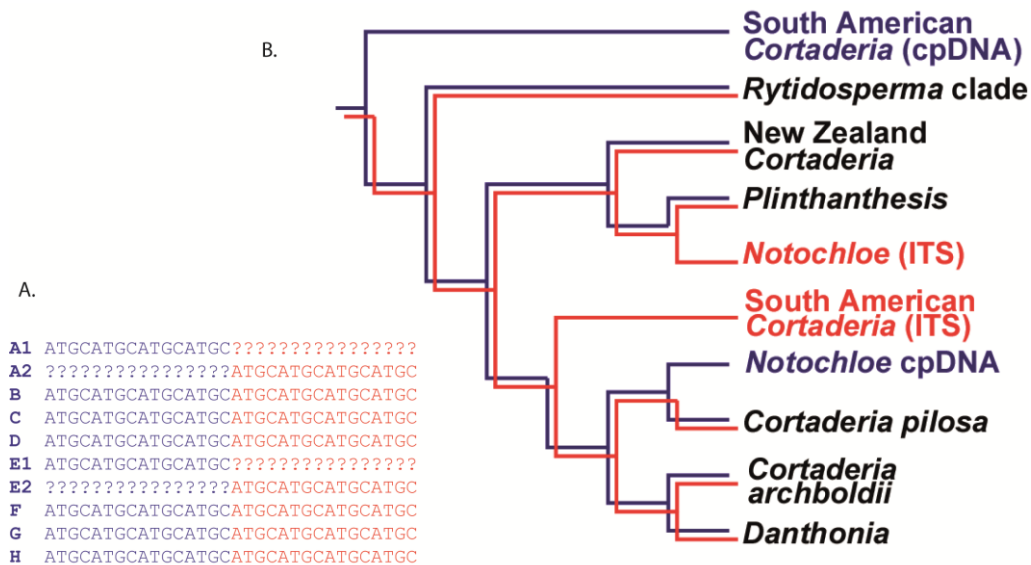 B.
South American
Cortaderia (cpDNA)
Rytidosperma clade
New Zealand
Cortaderia
Plinthanthesis
Notochloe (ITS)
South American
Cortaderia (ITS)
Notochloe cpDNA
Cortaderia pilosa
Cortaderia
archboldii
Danthonia
A.
A1 ATGCATGCATGCATGC????????????????
A2 ????????????????ATGCATGCATGCATGC
B ATGCATGCATGCATGCATGCATGCATGCATGC
C ATGCATGCATGCATGCATGCATGCATGCATGC
D ATGCATGCATGCATGCATGCATGCATGCATGC
E1 ATGCATGCATGCATGC????????????????
E2 ????????????????ATGCATGCATGCATGC
F ATGCATGCATGCATGCATGCATGCATGCATGC
G ATGCATGCATGCATGCATGCATGCATGCATGC
H ATGCATGCATGCATGCATGCATGCATGCATGC